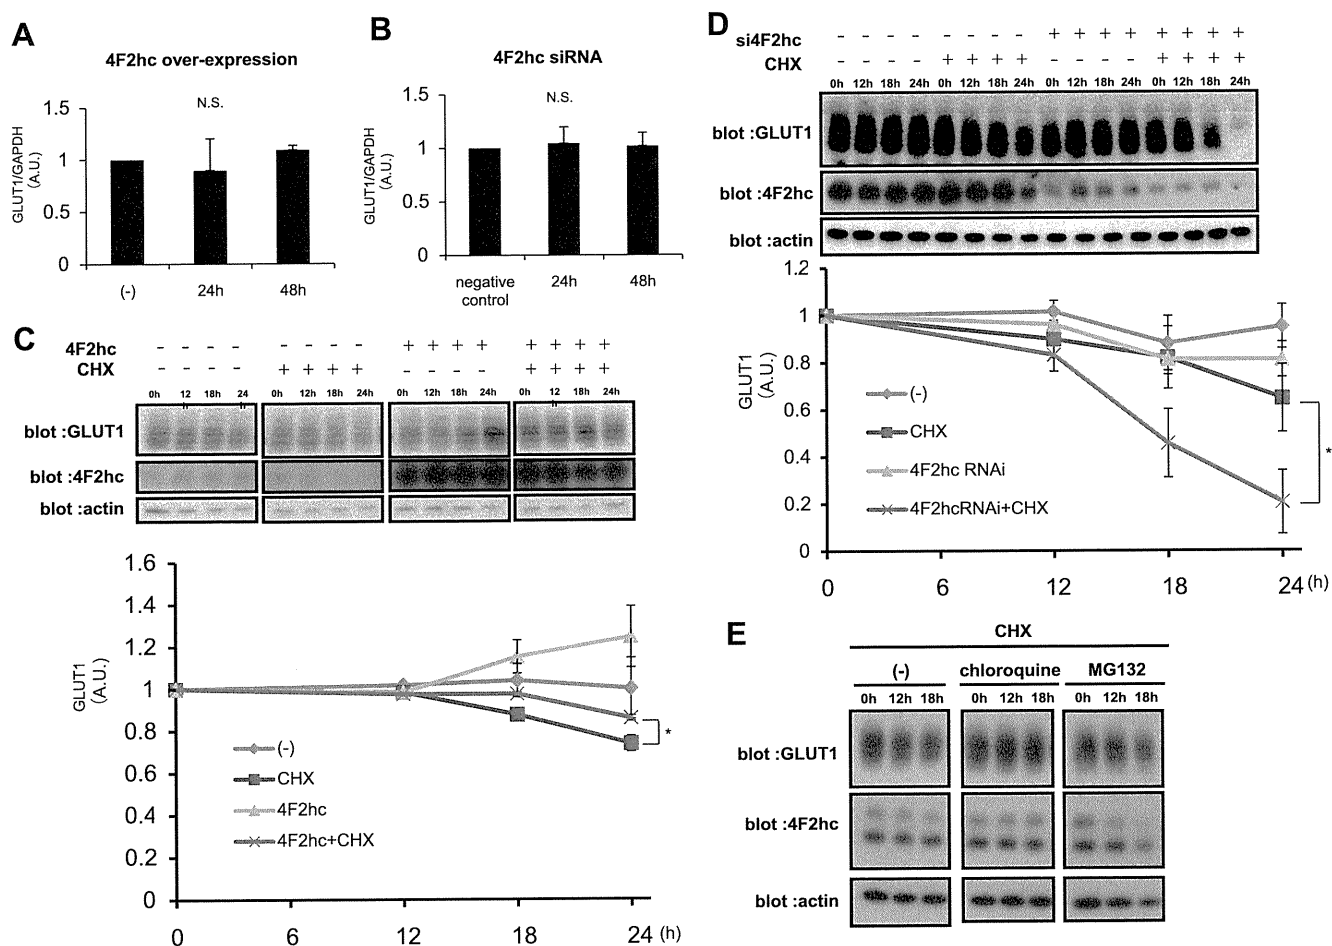 A
4F2hc over-expression
N.S.
GLUT1/GAPDH
(A.U.)
1.5
1
0.5
0
(-)
24h
48h
B
4F2hc siRNA
N.S.
GLUT1/GAPDH
(A.U.)
1.5
1
0.5
0
negative
control
24h
48h
C
4F2hc - - - - - - - - + + + + + + + +
CHX - - - - + + + + - - - - + + + +
0h 12 18h 24 0h 12h 18h 24h 0h 12h 18h 24h 0h 12 18h 24h
blot :GLUT1
blot :4F2hc
blot :actin
GLUT1
(A.U.)
1.6
1.4
1.2
1
0.8
0.6
0.4
0.2
0
(-)
CHX
4F2hc
4F2hc+CHX
*
0 6 12 18 24 (h)
D
si4F2hc - - - - - - - - + + + + + + + +
CHX - - - - + + + + - - - - + + + +
0h 12h 18h 24h 0h 12h 18h 24h 0h 12h 18h 24h 0h 12h 18h 24h
blot :GLUT1
blot :4F2hc
blot :actin
GLUT1
(A.U.)
1.2
1
0.8
0.6
0.4
0.2
0
(-)
CHX
4F2hc RNAi
4F2hcRNAi+CHX
*
0 6 12 18 24 (h)
E
CHX
(-) chloroquine MG132
0h 12h 18h 0h 12h 18h 0h 12h 18h
blot :GLUT1
blot :4F2hc
blot :actin